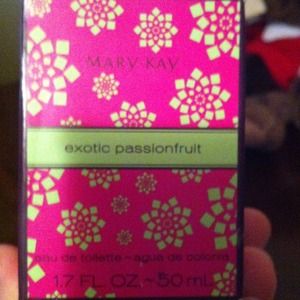 MARY KAY
exotic passionfruit
eau de toilette ~ agua de colonia
1.7 FL. OZ. ~ 50 mL